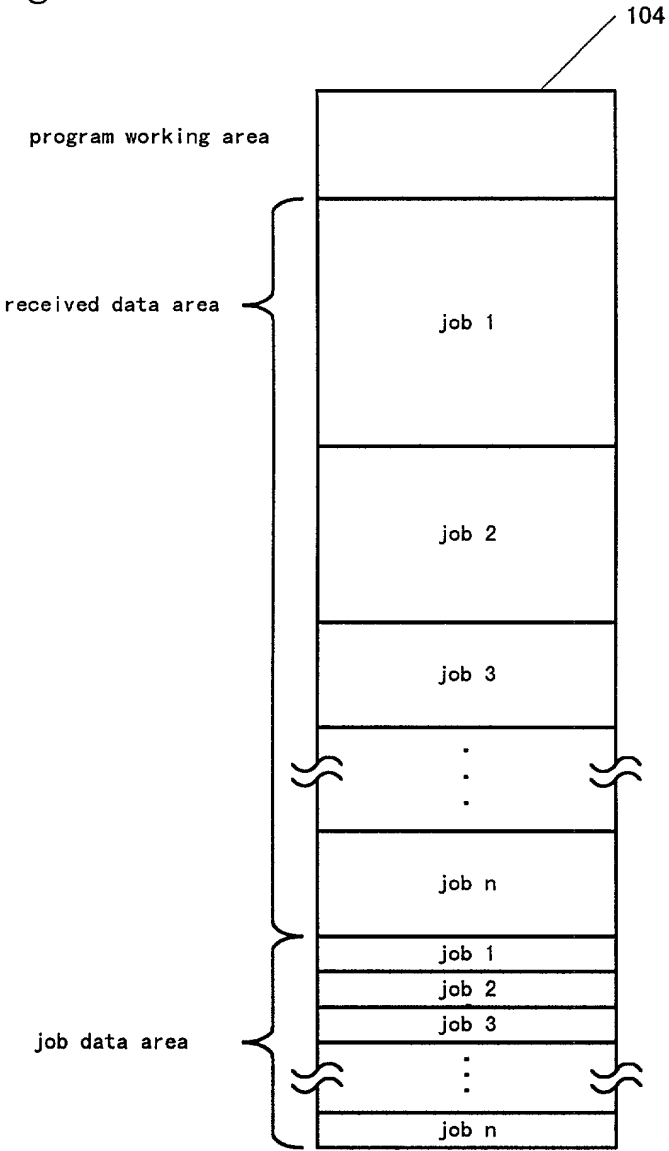 104
program working area
received data area
job 1
job 2
job 3
.
.
.
job n
job data area
job 1
job 2
job 3
.
.
.
job n